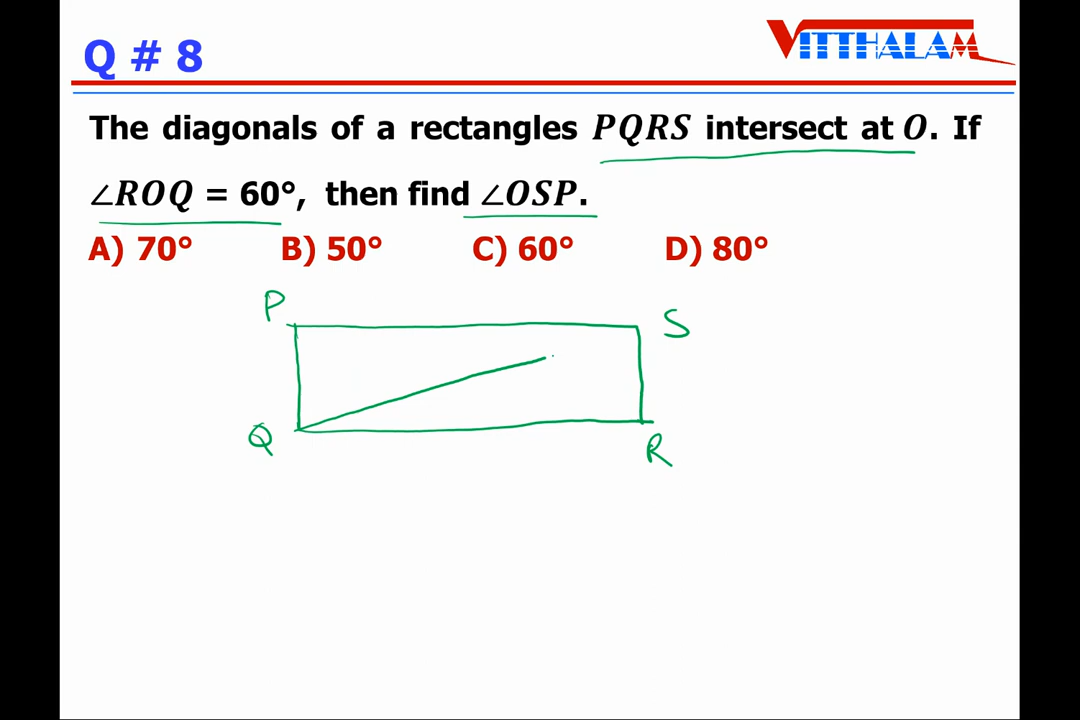 Q # 8
VITTHALAM
The diagonals of a rectangles PQRS intersect at O. If
∠ROQ = 60°, then find ∠OSP.
A) 70° B) 50° C) 60° D) 80°
P
S
Q
R